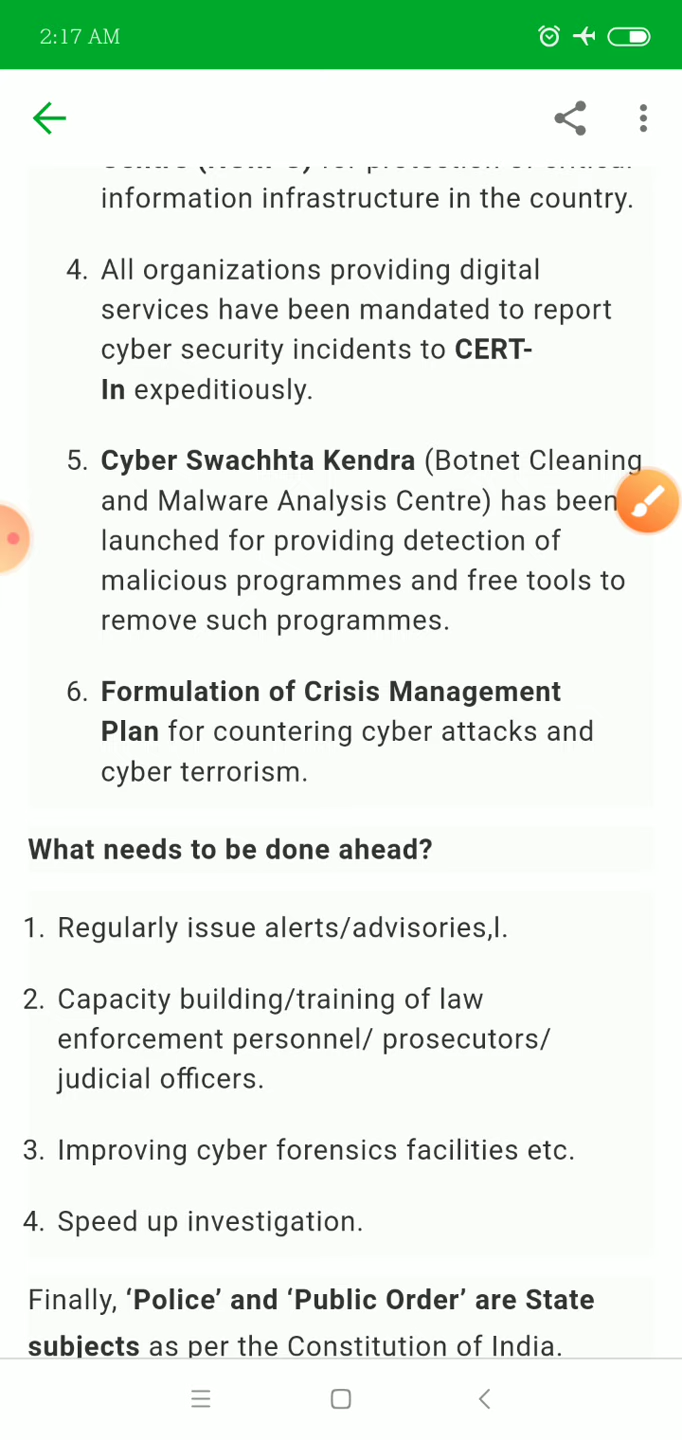 2:17 AM
information infrastructure in the country.
4. All organizations providing digital
services have been mandated to report
cyber security incidents to CERT-
In expeditiously.
5. Cyber Swachhta Kendra (Botnet Cleaning
and Malware Analysis Centre) has been
launched for providing detection of
malicious programmes and free tools to
remove such programmes.
6. Formulation of Crisis Management
Plan for countering cyber attacks and
cyber terrorism.
What needs to be done ahead?
1. Regularly issue alerts/advisories,l.
2. Capacity building/training of law
enforcement personnel/ prosecutors/
judicial officers.
3. Improving cyber forensics facilities etc.
4. Speed up investigation.
Finally, ‘Police’ and ‘Public Order’ are State
subjects as per the Constitution of India.